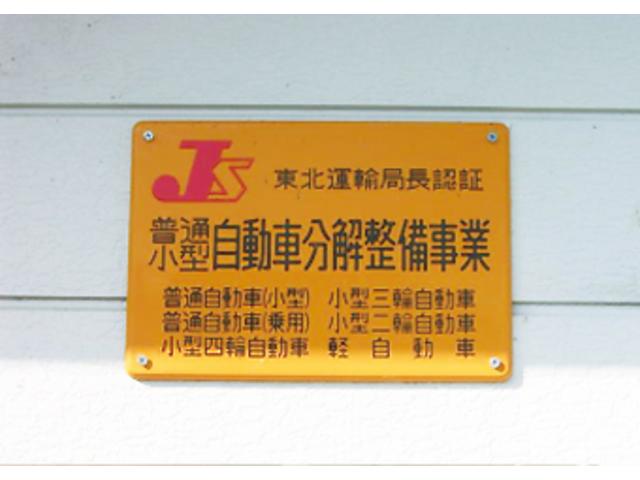 JS 東北運輸局長認証
普通小型自動車分解整備事業
普通自動車(小型) 小型三輪自動車
普通自動車(乗用) 小型二輪自動車
小型四輪自動車 軽自動車